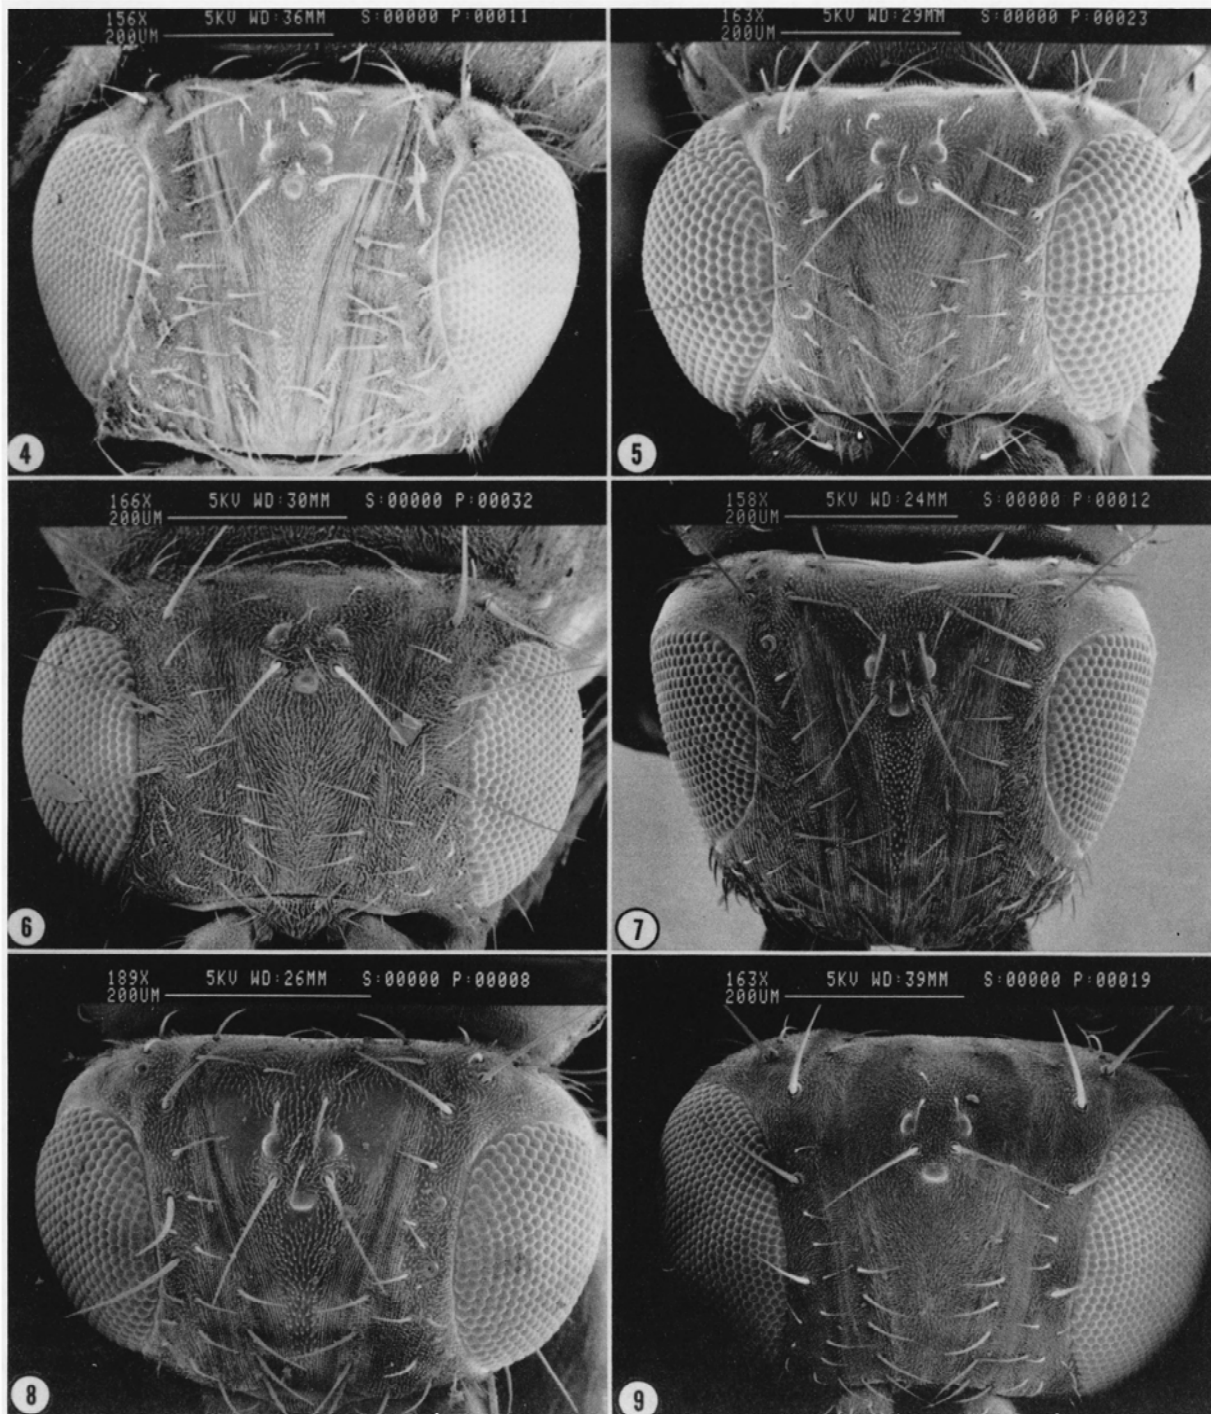 156X 5KV WD:36MM S:00000 P:00011
200UM
4
163X 5KV WD:29MM S:00000 P:00023
200UM
5
166X 5KV WD:30MM S:00000 P:00032
200UM
6
158X 5KV WD:24MM S:00000 P:00012
200UM
7
189X 5KV WD:26MM S:00000 P:00008
200UM
8
163X 5KV WD:39MM S:00000 P:00019
200UM
9